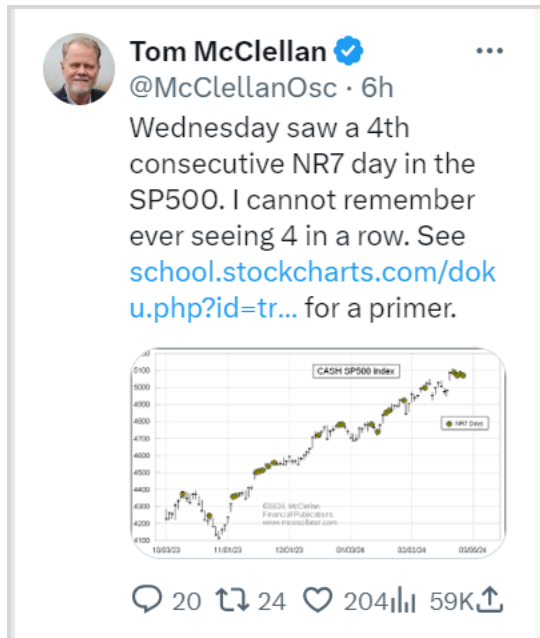 Tom McClellan
@McClellanOsc · 6h
Wednesday saw a 4th
consecutive NR7 day in the
SP500. I cannot remember
ever seeing 4 in a row. See
school.stockcharts.com/dok
u.php?id=tr... for a primer.
CASH SP500 Index
5100
5000
4900
4800
4700
NR7 Days
4600
4500
4400
4300
©2024, McClellan
Financial Publications
www.mcoscillator.com
4200
4100
10/03/23 11/01/23 12/01/23 01/03/24 02/02/24 03/05/24
20 24 204 59K